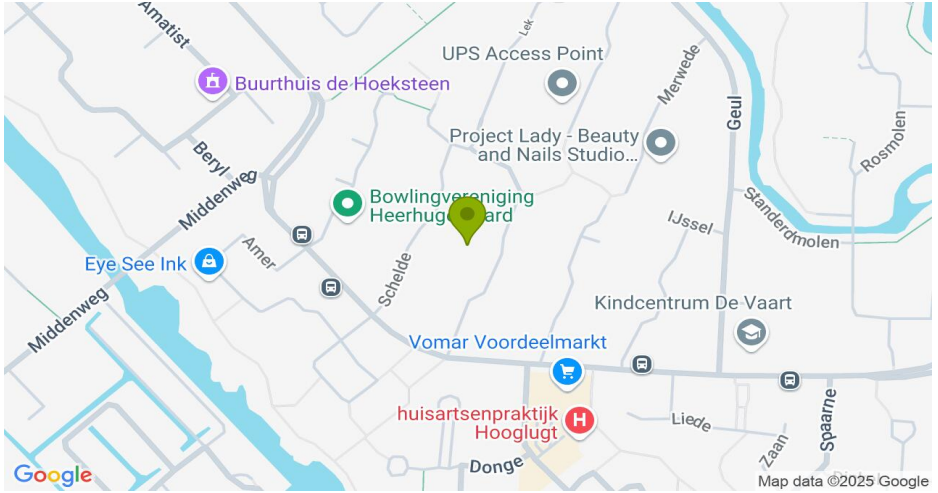 Amatist
Lek
UPS Access Point
Buurthuis de Hoeksteen
Merwede
Geul
Project Lady - Beauty
and Nails Studio...
Rosmolen
Beryl
Middenweg
Bowlingvereniging
Standerdmolen
IJssel
Amer
Eye See Ink
Schelde
Middenweg
Kindcentrum De Vaart
Vomar Voordeelmarkt
huisartsenpraktijk
Hooglugt
Liede
Zaan
Spaarne
Donge
Google
Map data ©2025 Google